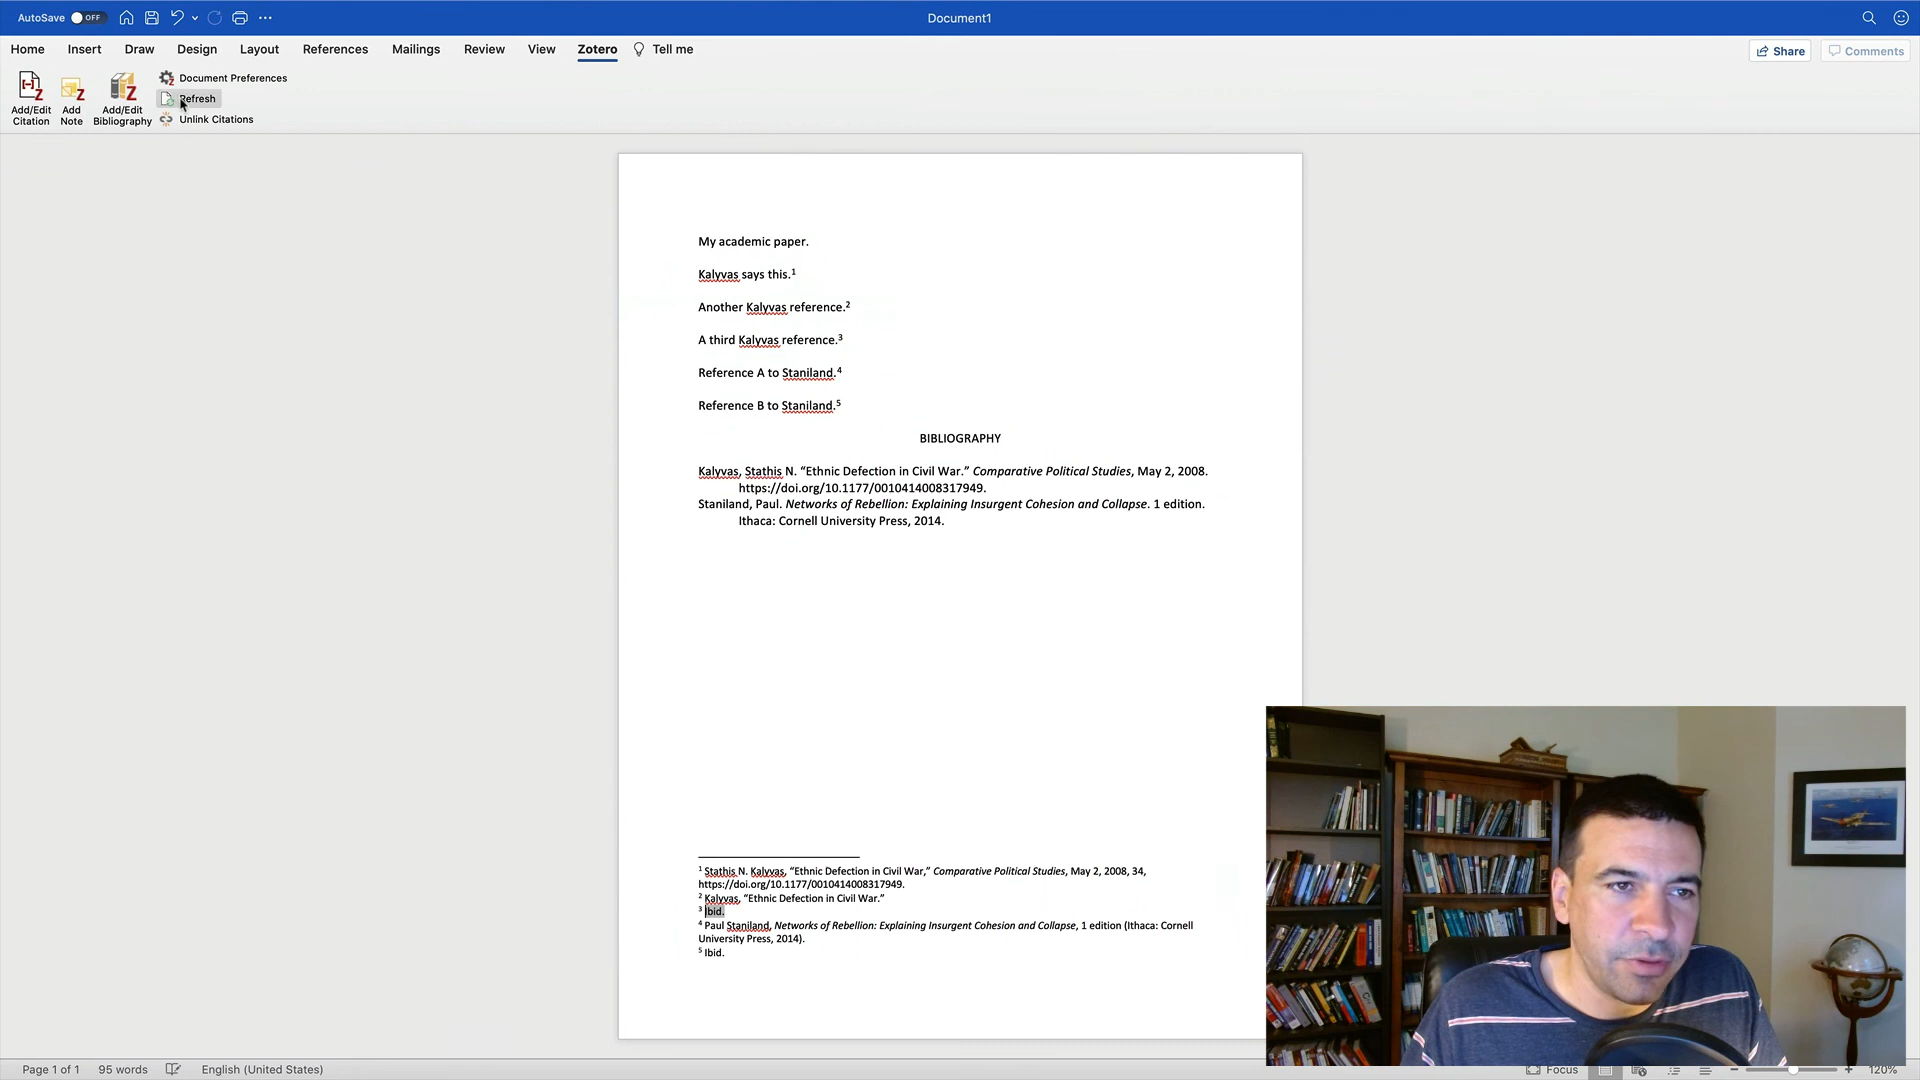 AutoSave OFF
Document1
Home Insert Draw Design Layout References Mailings Review View Zotero Tell me
Share Comments
Add/Edit Citation
Add Note
Add/Edit Bibliography
Document Preferences
Refresh
Unlink Citations
My academic paper.
Kalyvas says this.1
Another Kalyvas reference.2
A third Kalyvas reference.3
Reference A to Staniland.4
Reference B to Staniland.5
BIBLIOGRAPHY
Kalyvas, Stathis N. “Ethnic Defection in Civil War.” Comparative Political Studies, May 2, 2008.
https://doi.org/10.1177/0010414008317949.
Staniland, Paul. Networks of Rebellion: Explaining Insurgent Cohesion and Collapse. 1 edition.
Ithaca: Cornell University Press, 2014.
1 Stathis N. Kalyvas, “Ethnic Defection in Civil War,” Comparative Political Studies, May 2, 2008, 34,
https://doi.org/10.1177/0010414008317949.
2 Kalyvas, “Ethnic Defection in Civil War.”
3 Ibid.
4 Paul Staniland, Networks of Rebellion: Explaining Insurgent Cohesion and Collapse, 1 edition (Ithaca: Cornell
University Press, 2014).
5 Ibid.
Page 1 of 1 95 words English (United States) Focus 120%